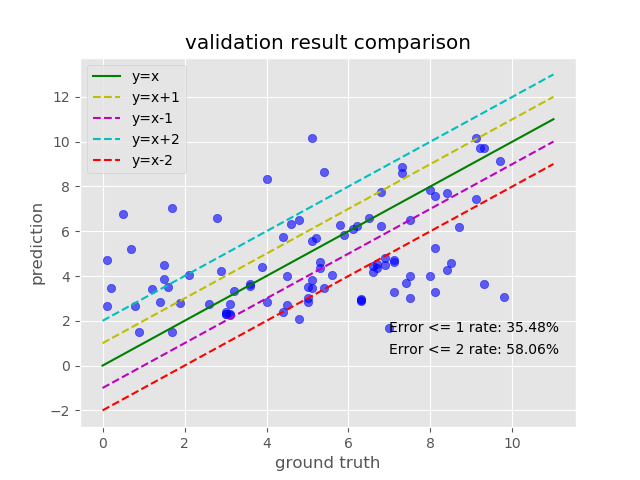 validation result comparison
y=x
y=x+1
y=x-1
y=x+2
y=x-2
12
10
8
6
4
2
0
−2
prediction
Error <= 1 rate: 35.48%
Error <= 2 rate: 58.06%
0 2 4 6 8 10
ground truth